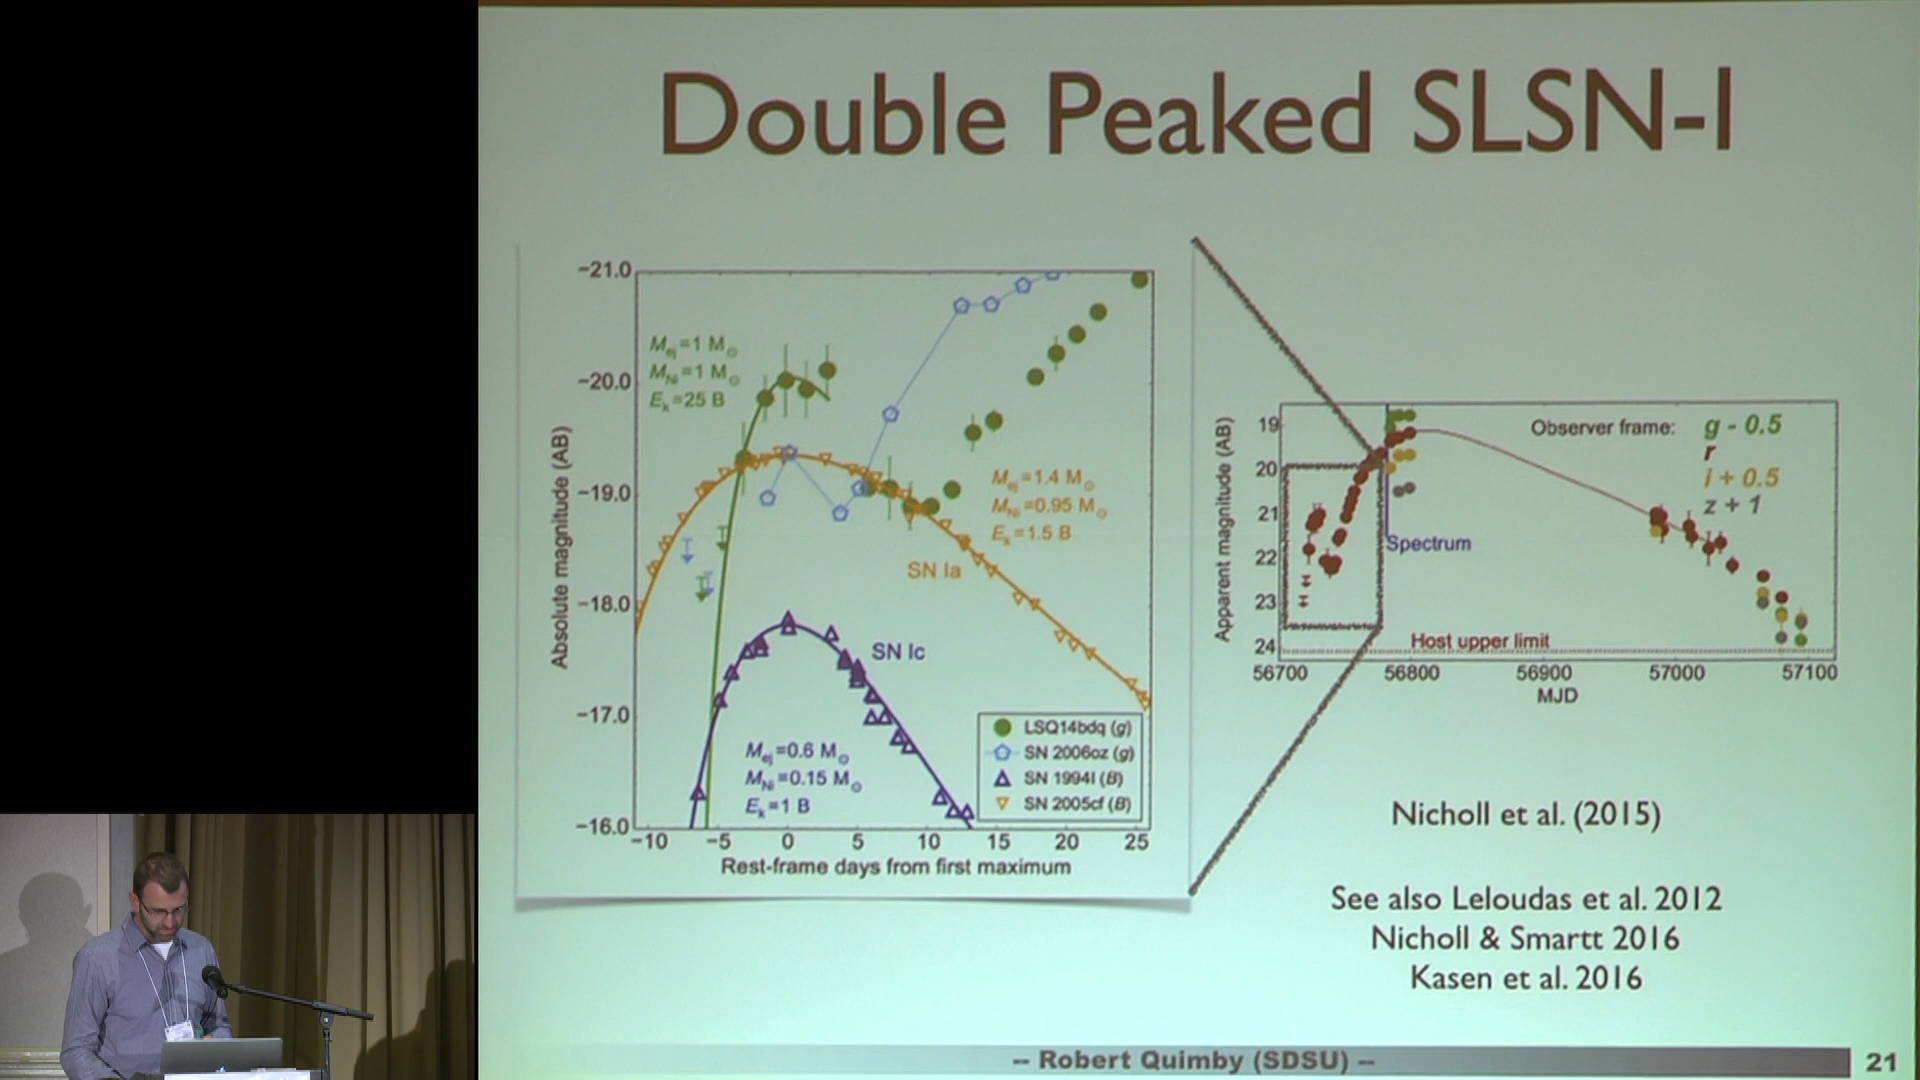 Double Peaked SLSN-I
−21.0
−20.0
−19.0
−18.0
−17.0
−16.0
Absolute magnitude (AB)
M_ej=1 M_⊙
M_Ni=1 M_⊙
E_k=25 B
M_ej=1.4 M_⊙
M_Ni=0.95 M_⊙
E_k=1.5 B
SN Ia
SN Ic
M_ej=0.6 M_⊙
M_Ni=0.15 M_⊙
E_k=1 B
LSQ14bdq (g)
SN 2006oz (g)
SN 1994I (B)
SN 2005cf (B)
−10 −5 0 5 10 15 20 25
Rest-frame days from first maximum
Apparent magnitude (AB)
19
20
21
22
23
24
Observer frame: g - 0.5
r
i + 0.5
z + 1
Spectrum
Host upper limit
56700 56800 56900 57000 57100
MJD
Nicholl et al. (2015)
See also Leloudas et al. 2012
Nicholl & Smartt 2016
Kasen et al. 2016
-- Robert Quimby (SDSU) --
21